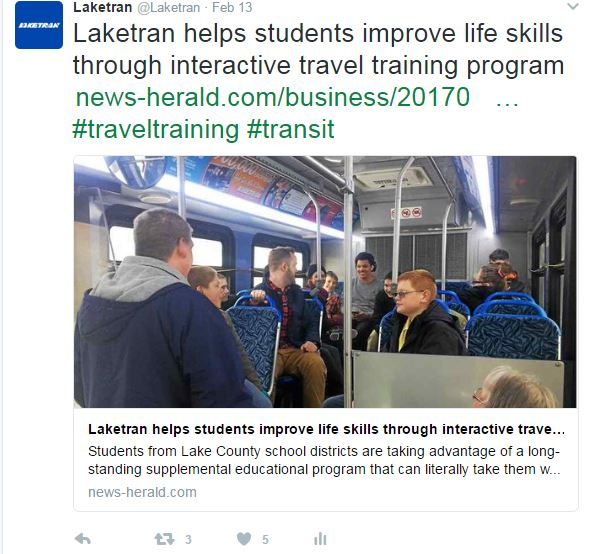 LAKETRAN
Laketran @Laketran · Feb 13
Laketran helps students improve life skills
through interactive travel training program
news-herald.com/business/20170 ...
#traveltraining #transit
Laketran helps students improve life skills through interactive trave...
Students from Lake County school districts are taking advantage of a long-
standing supplemental educational program that can literally take them w...
news-herald.com
3
5